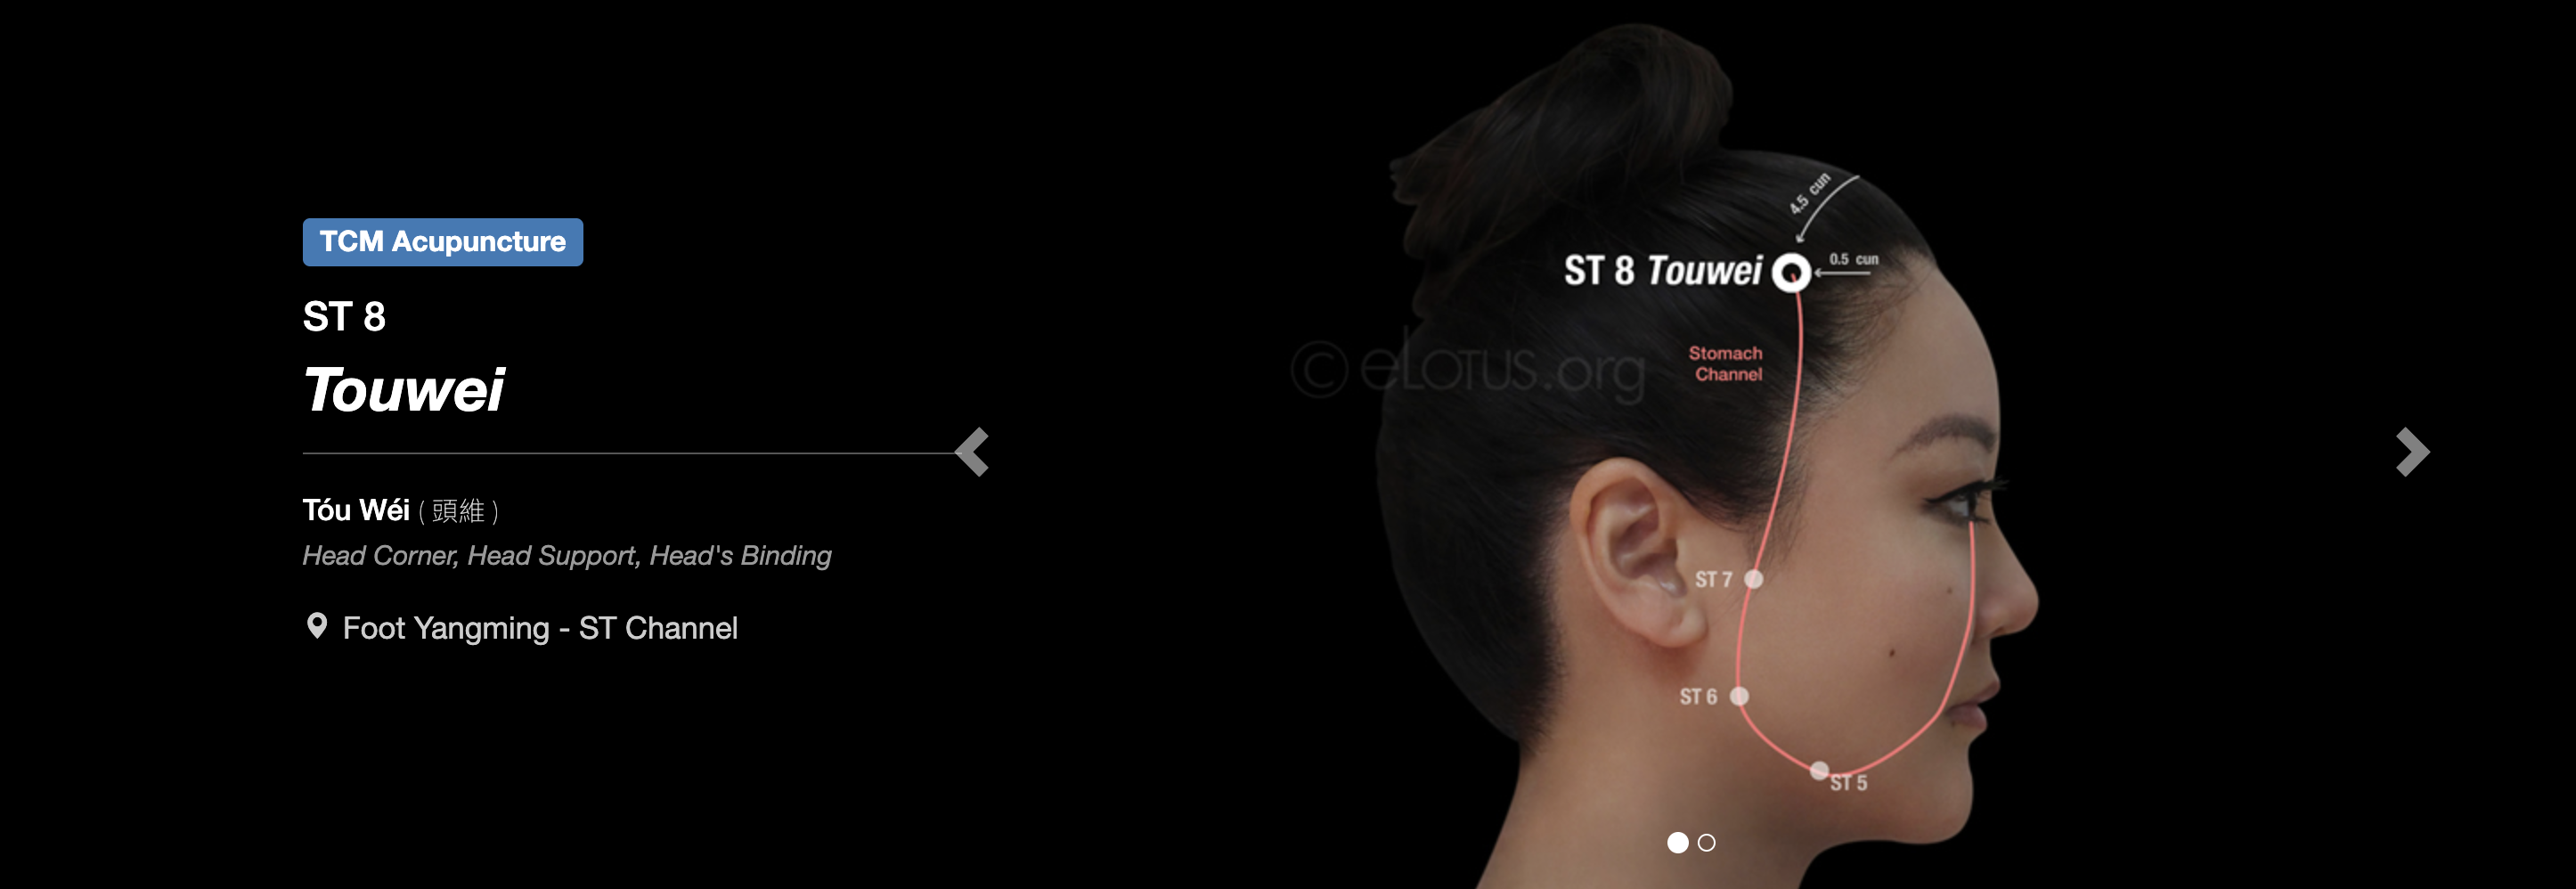 TCM Acupuncture
ST 8
Touwei
Tóu Wéi ( 頭維 )
Head Corner, Head Support, Head's Binding
Foot Yangming - ST Channel
4.5 cun
ST 8 Touwei
0.5 cun
Stomach
Channel
© eLOTUS.org
ST 7
ST 6
ST 5